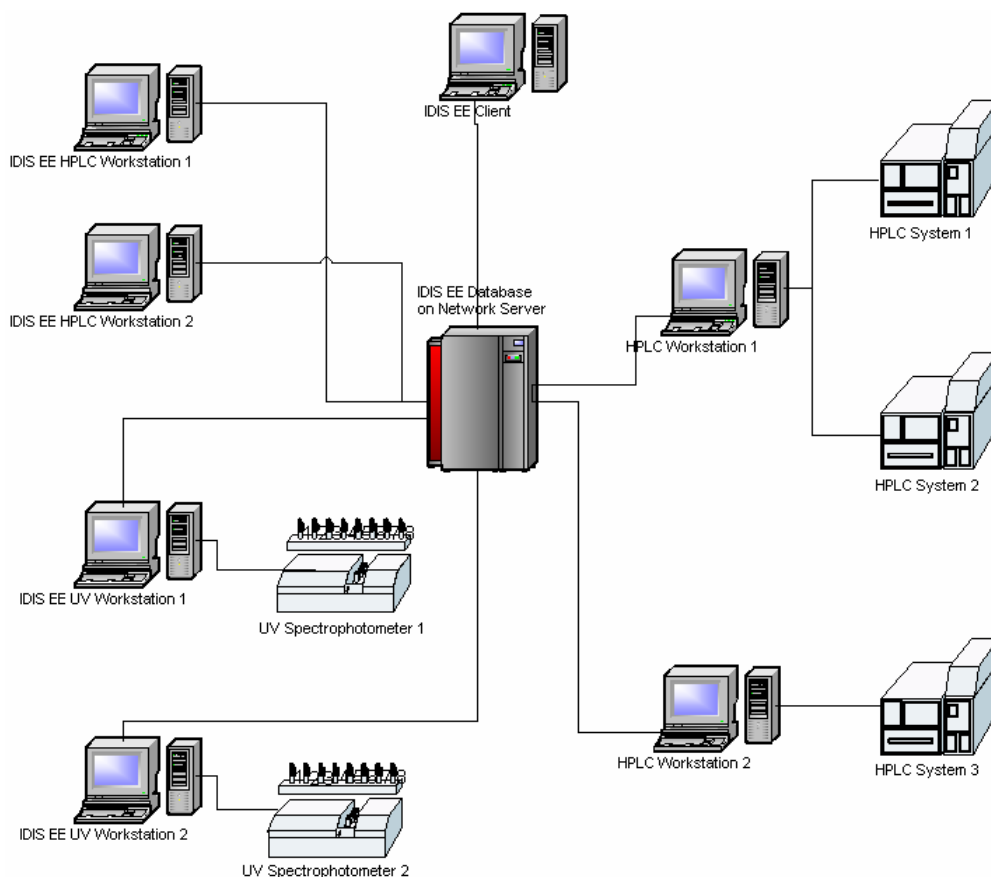 IDIS EE Client
IDIS EE HPLC Workstation 1
HPLC System 1
IDIS EE HPLC Workstation 2
IDIS EE Database
on Network Server
HPLC Workstation 1
HPLC System 2
IDIS EE UV Workstation 1
UV Spectrophotometer 1
HPLC Workstation 2
HPLC System 3
IDIS EE UV Workstation 2
UV Spectrophotometer 2